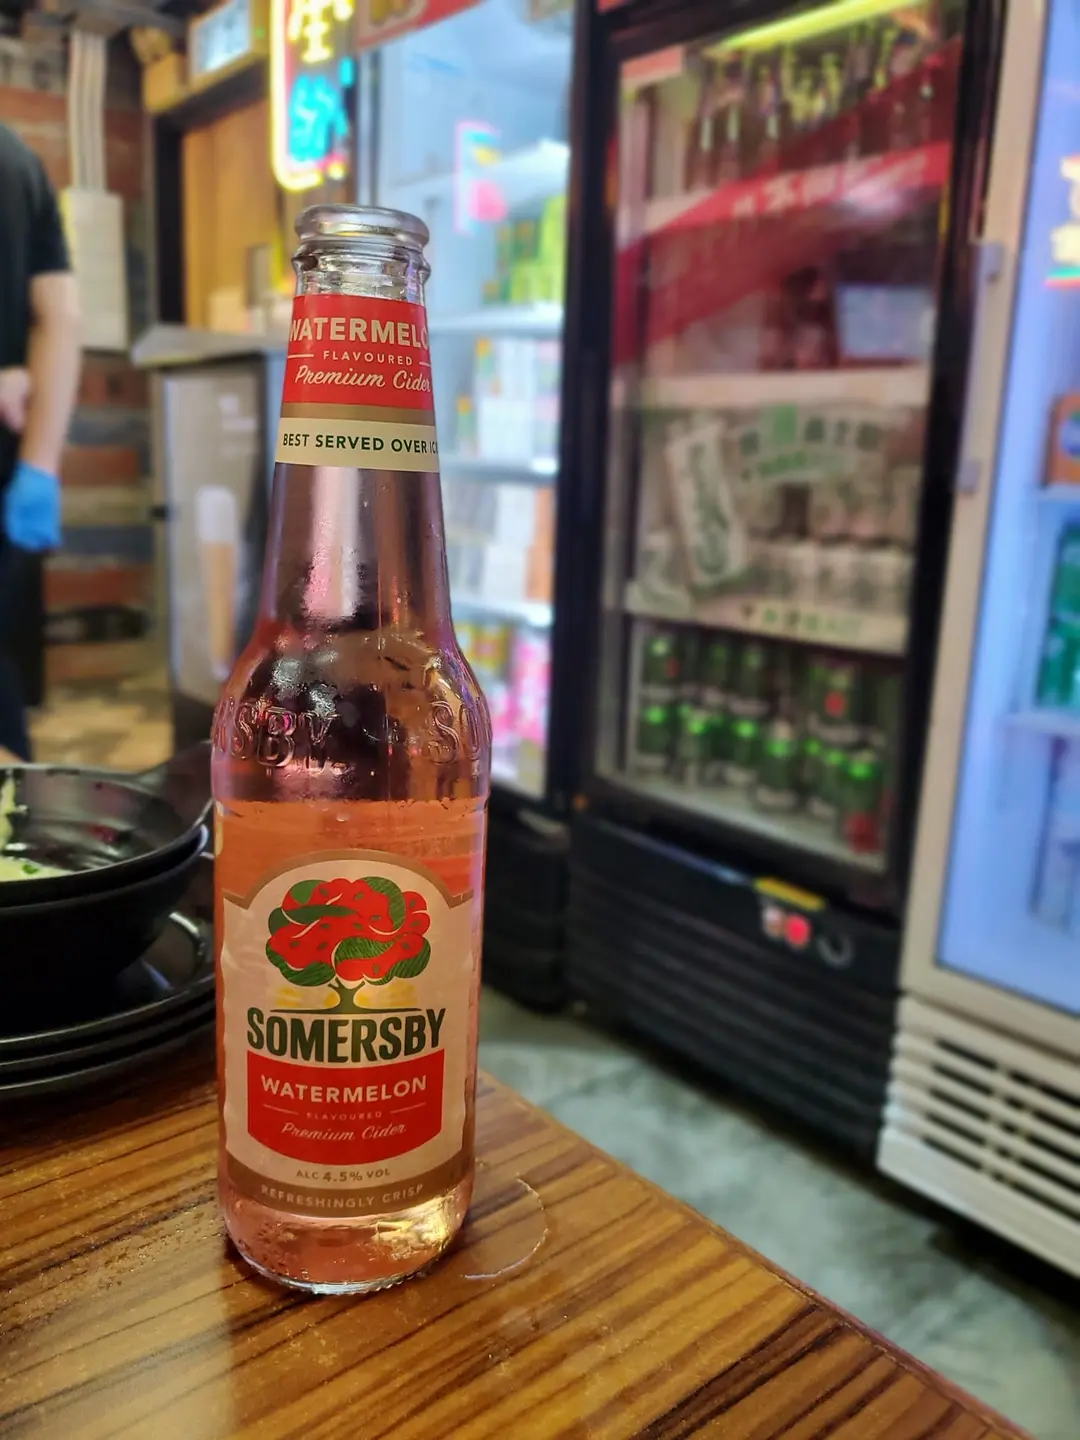 WATERMELO
FLAVOURED
Premium Cider
BEST SERVED OVER IC
SOMERSBY
WATERMELON
FLAVOURED
Premium Cider
ALC 4.5% VOL
REFRESHINGLY CRISP